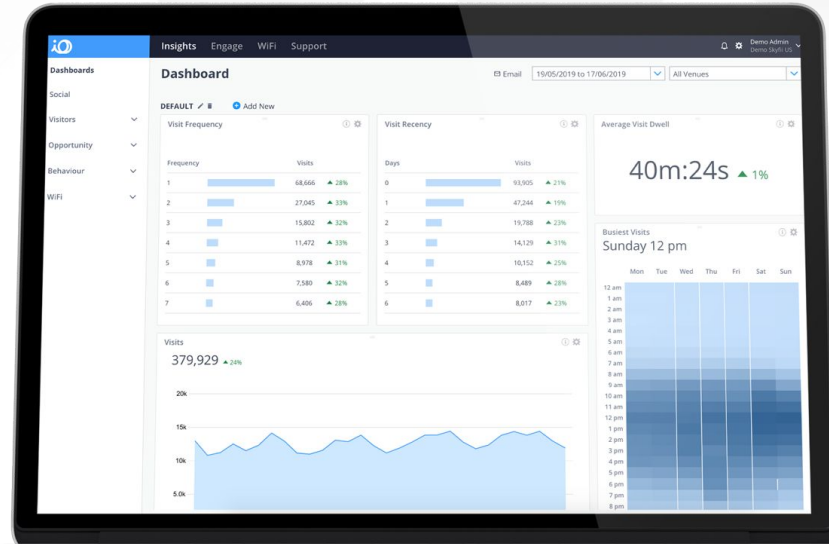 iO
Insights Engage WiFi Support
Demo Admin
Demo Skyfii US
Dashboards
Social
Visitors
Opportunity
Behaviour
WiFi
Dashboard
Email 19/05/2019 to 17/06/2019 All Venues
DEFAULT Add New
Visit Frequency
Frequency Visits
1 68,666 28%
2 27,045 33%
3 15,802 32%
4 11,472 33%
5 8,978 31%
6 7,580 32%
7 6,406 28%
Visit Recency
Days Visits
0 93,905 21%
1 47,244 19%
2 19,788 23%
3 14,129 31%
4 10,152 25%
5 8,489 28%
6 8,017 23%
Average Visit Dwell
40m:24s 1%
Busiest Visits
Sunday 12 pm
Mon Tue Wed Thu Fri Sat Sun
12 am
1 am
2 am
3 am
4 am
5 am
6 am
7 am
8 am
9 am
10 am
11 am
12 pm
1 pm
2 pm
3 pm
4 pm
5 pm
6 pm
7 pm
8 pm
Visits
379,929 24%
20k
15k
10k
5.0k